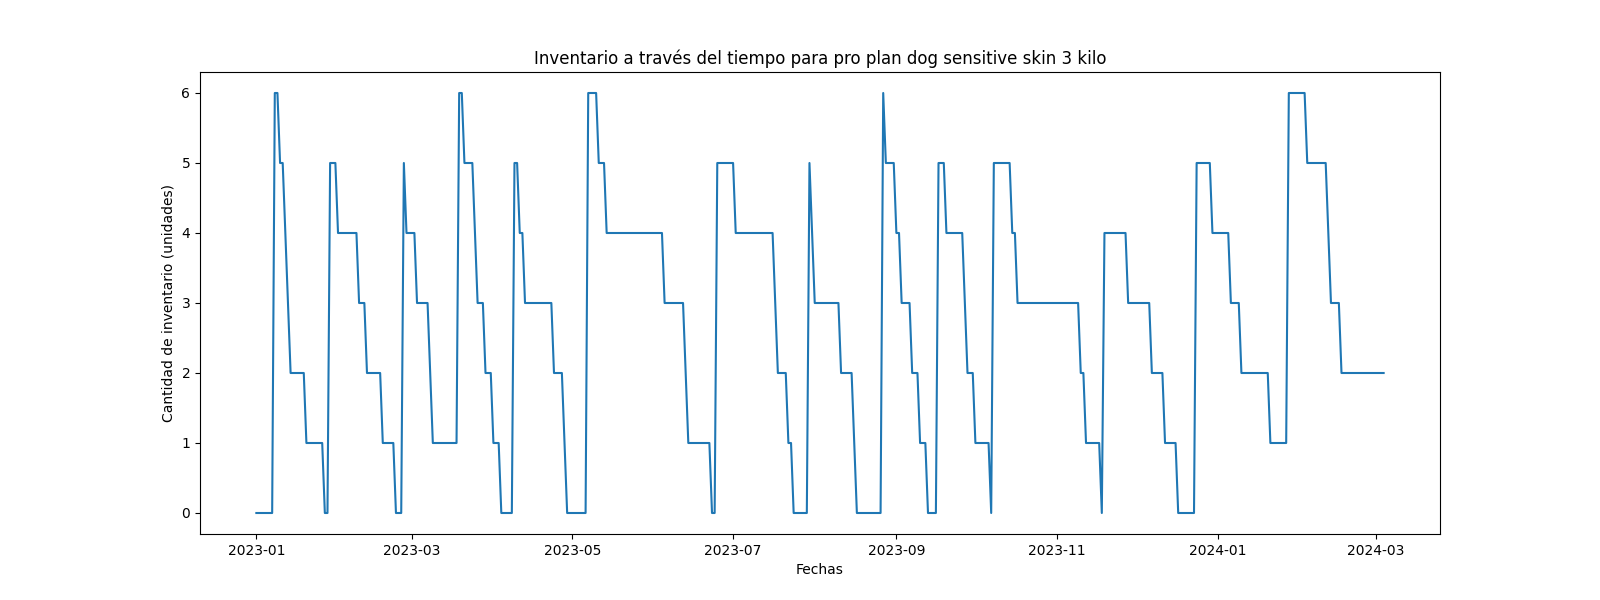 Inventario a través del tiempo para pro plan dog sensitive skin 3 kilo
Cantidad de inventario (unidades)
6
5
4
3
2
1
0
2023-01 2023-03 2023-05 2023-07 2023-09 2023-11 2024-01 2024-03
Fechas